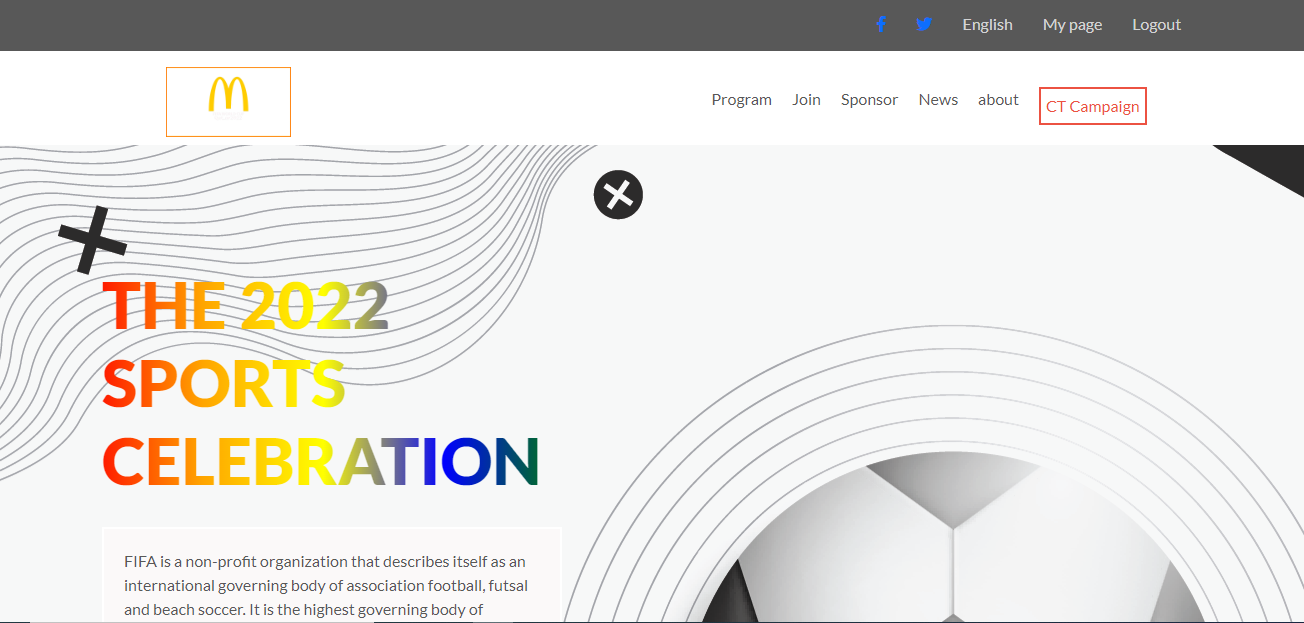 English My page Logout
Program Join Sponsor News about CT Campaign
THE 2022
SPORTS
CELEBRATION
FIFA is a non-profit organization that describes itself as an
international governing body of association football, futsal
and beach soccer. It is the highest governing body of